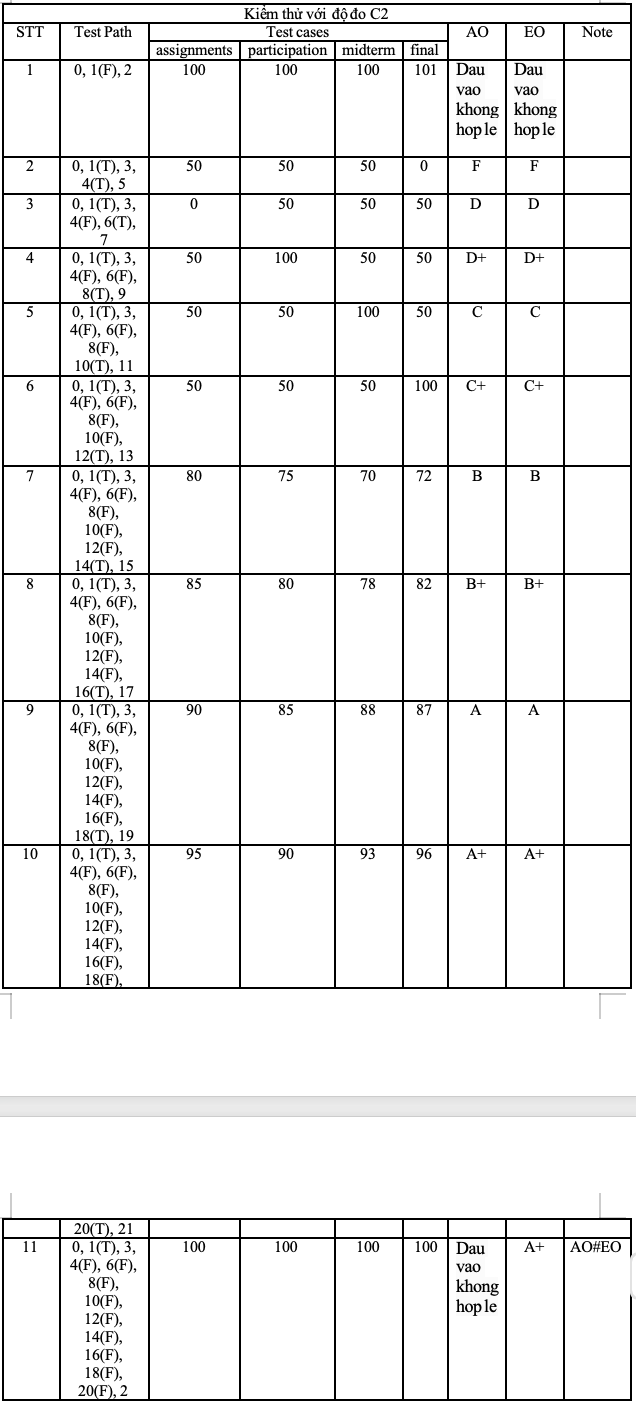 Kiểm thử với độ đo C2
STT Test Path Test cases AO EO Note
assignments participation midterm final
1 0, 1(F), 2 100 100 100 101 Dau Dau
vao vao
khong khong
hop le hop le
2 0, 1(T), 3, 50 50 50 0 F F
4(T), 5
3 0, 1(T), 3, 0 50 50 50 D D
4(F), 6(T),
7
4 0, 1(T), 3, 50 100 50 50 D+ D+
4(F), 6(F),
8(T), 9
5 0, 1(T), 3, 50 50 100 50 C C
4(F), 6(F),
8(F),
10(T), 11
6 0, 1(T), 3, 50 50 50 100 C+ C+
4(F), 6(F),
8(F),
10(F),
12(T), 13
7 0, 1(T), 3, 80 75 70 72 B B
4(F), 6(F),
8(F),
10(F),
12(F),
14(T), 15
8 0, 1(T), 3, 85 80 78 82 B+ B+
4(F), 6(F),
8(F),
10(F),
12(F),
14(F),
16(T), 17
9 0, 1(T), 3, 90 85 88 87 A A
4(F), 6(F),
8(F),
10(F),
12(F),
14(F),
16(F),
18(T), 19
10 0, 1(T), 3, 95 90 93 96 A+ A+
4(F), 6(F),
8(F),
10(F),
12(F),
14(F),
16(F),
18(F),
20(T), 21
11 0, 1(T), 3, 100 100 100 100 Dau A+ AO#EO
4(F), 6(F), vao
8(F), khong
10(F), hop le
12(F),
14(F),
16(F),
18(F),
20(F), 2